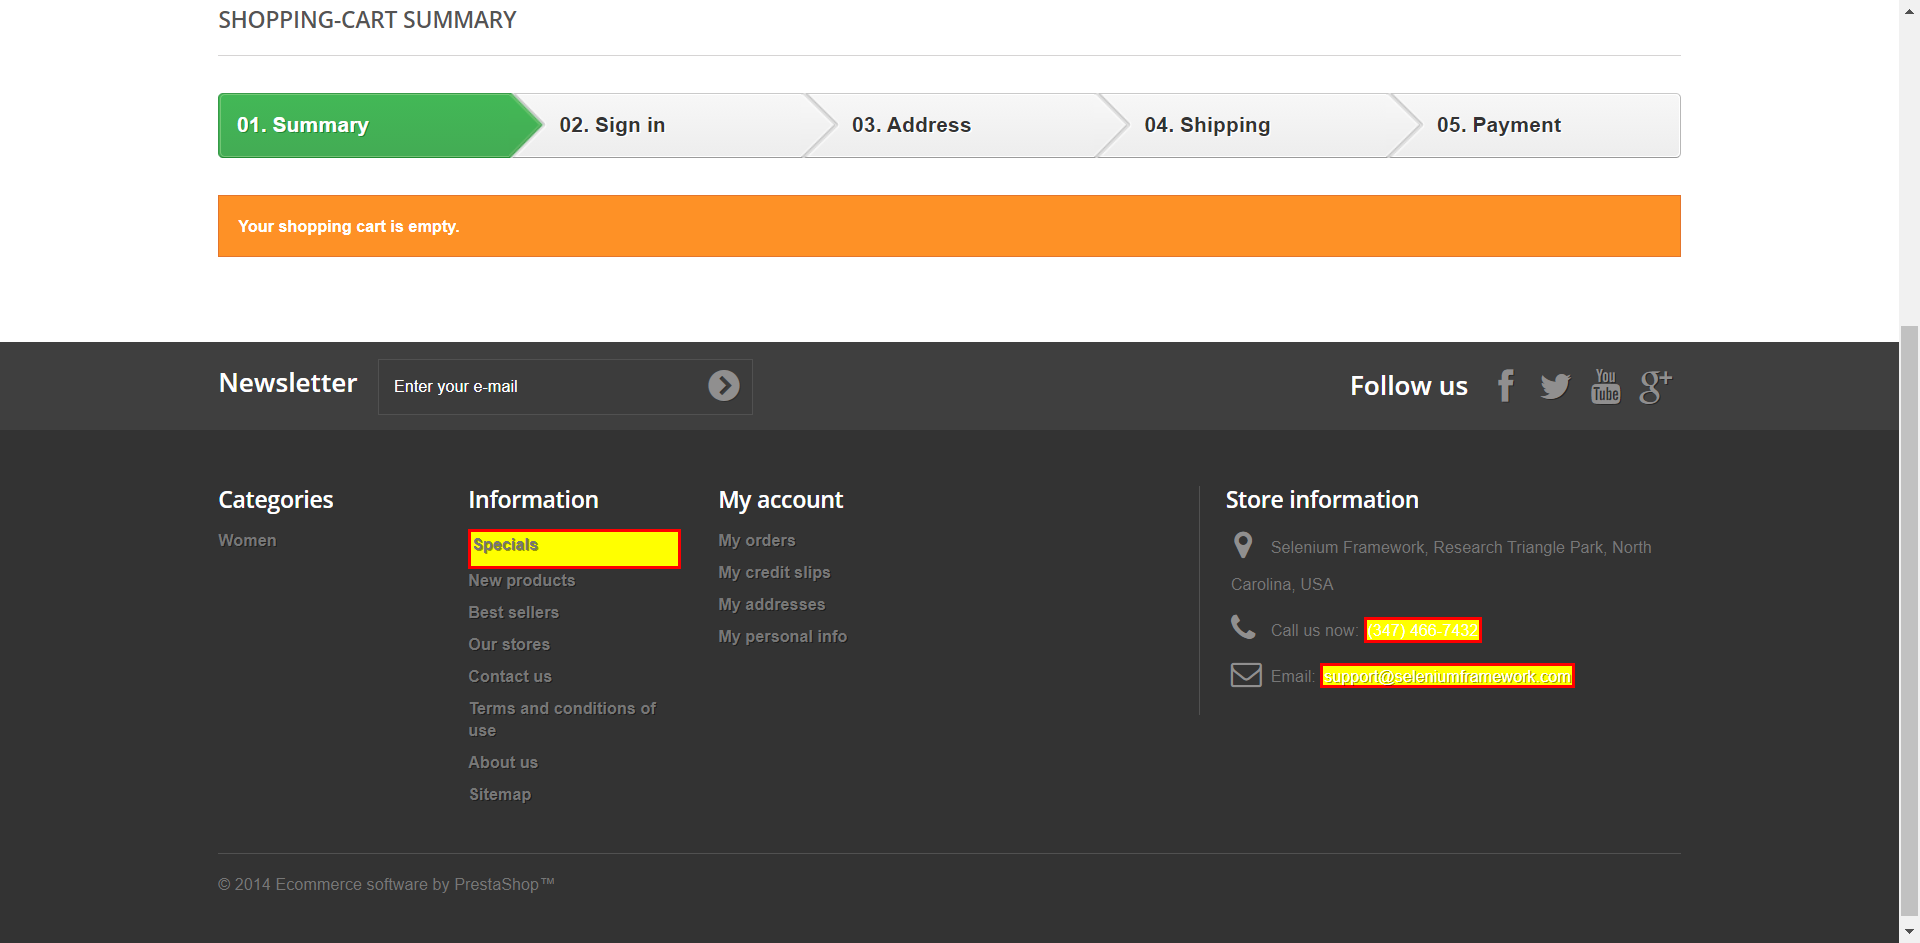 SHOPPING-CART SUMMARY
01. Summary
02. Sign in
03. Address
04. Shipping
05. Payment
Your shopping cart is empty.
Newsletter
Enter your e-mail
Follow us
You
Tube
g+
Categories
Women
Information
Specials
New products
Best sellers
Our stores
Contact us
Terms and conditions of
use
About us
Sitemap
My account
My orders
My credit slips
My addresses
My personal info
Store information
Selenium Framework, Research Triangle Park, North
Carolina, USA
Call us now: (347) 466-7432
Email: support@seleniumframework.com
© 2014 Ecommerce software by PrestaShop™